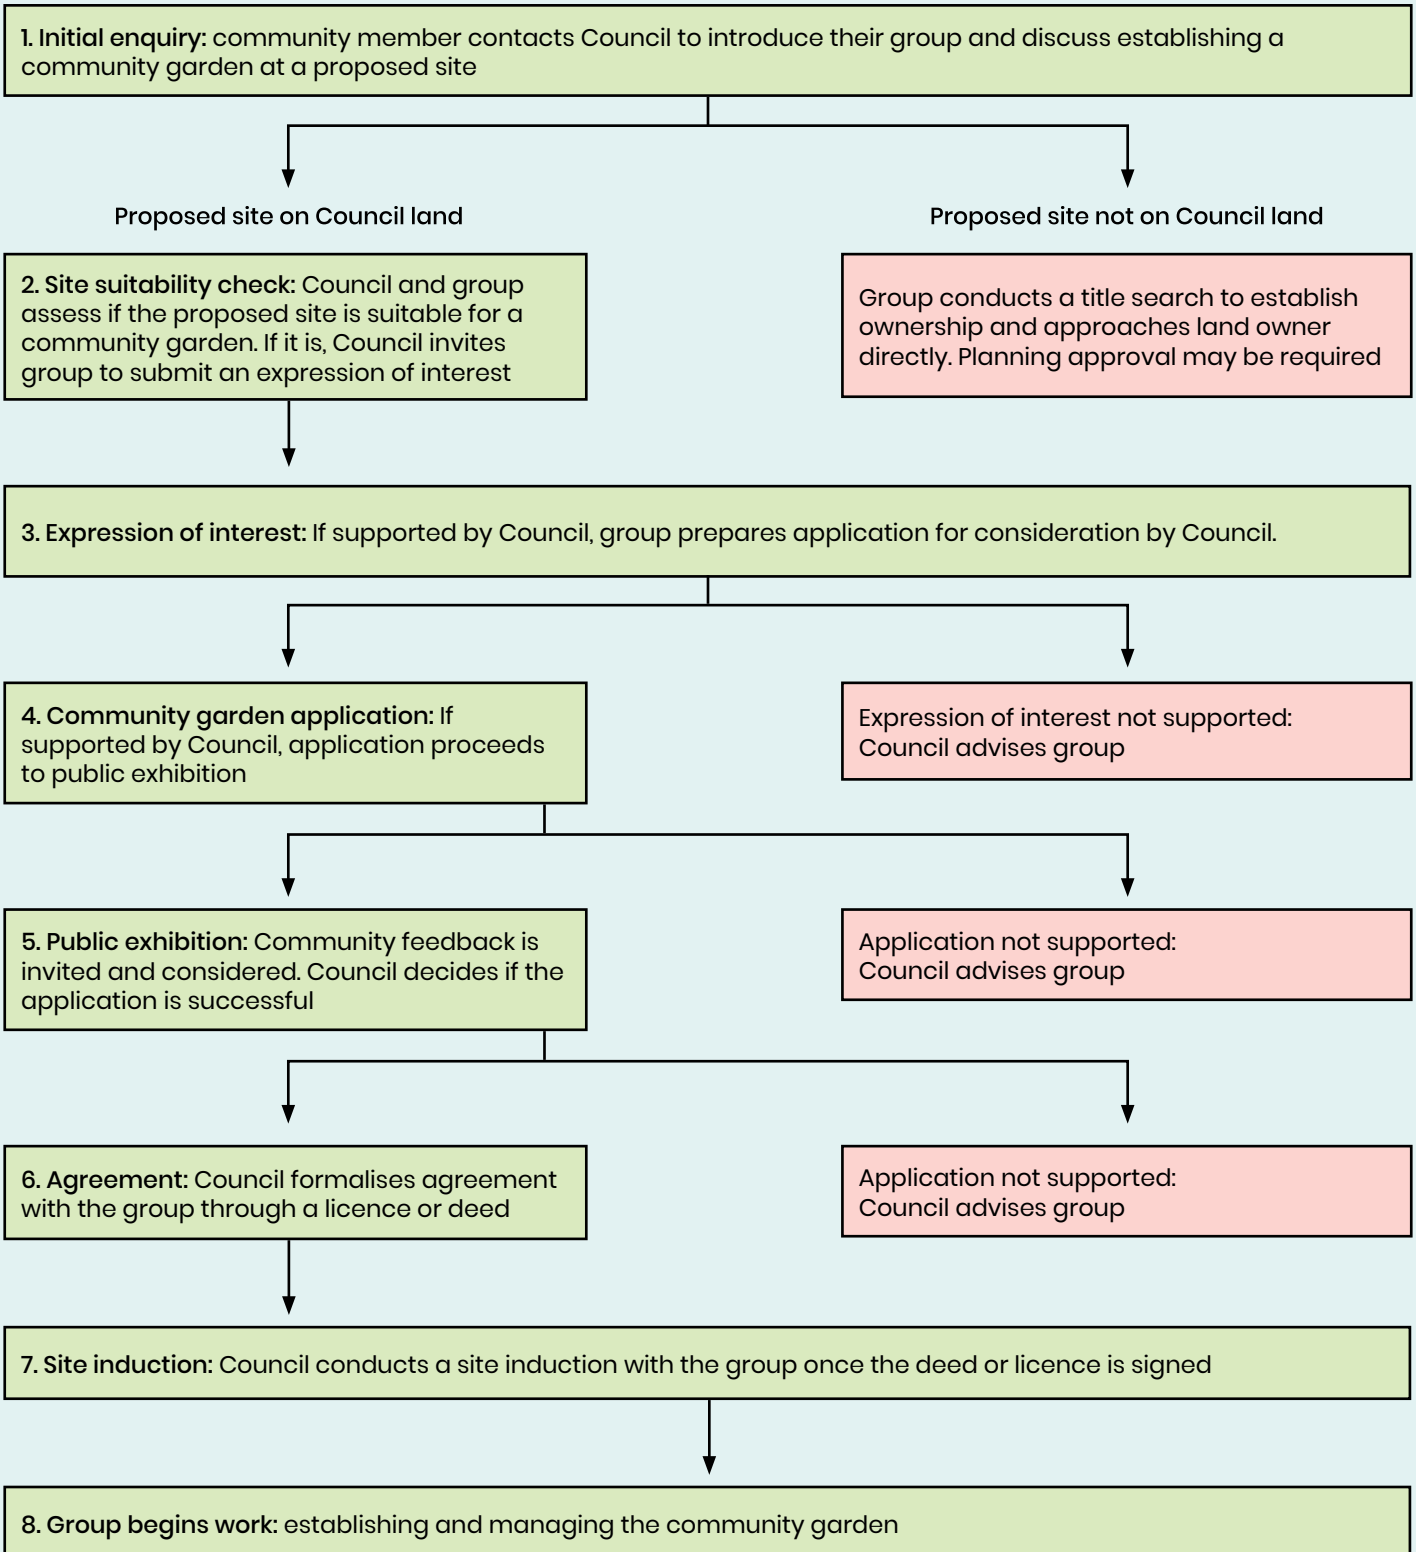 1. Initial enquiry: community member contacts Council to introduce their group and discuss establishing a
community garden at a proposed site
Proposed site on Council land
Proposed site not on Council land
2. Site suitability check: Council and group
assess if the proposed site is suitable for a
community garden. If it is, Council invites
group to submit an expression of interest
Group conducts a title search to establish
ownership and approaches land owner
directly. Planning approval may be required
3. Expression of interest: If supported by Council, group prepares application for consideration by Council.
4. Community garden application: If
supported by Council, application proceeds
to public exhibition
Expression of interest not supported:
Council advises group
5. Public exhibition: Community feedback is
invited and considered. Council decides if the
application is successful
Application not supported:
Council advises group
6. Agreement: Council formalises agreement
with the group through a licence or deed
Application not supported:
Council advises group
7. Site induction: Council conducts a site induction with the group once the deed or licence is signed
8. Group begins work: establishing and managing the community garden